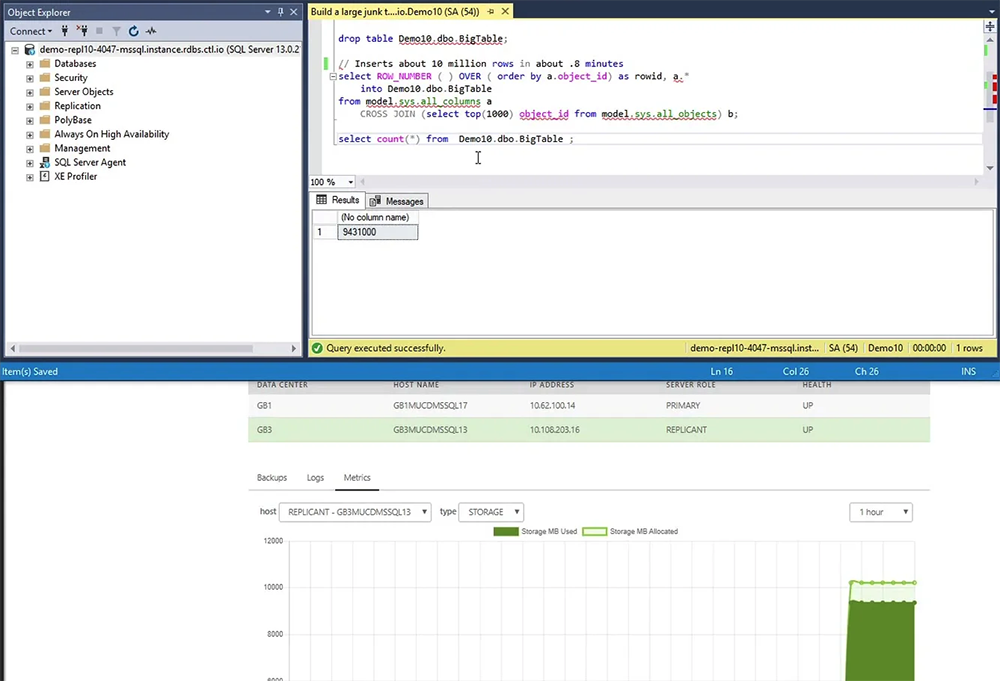 Object Explorer
Connect
demo-repl10-4047-mssql.instance.rdbs.ctl.io (SQL Server 13.0.2
Databases
Security
Server Objects
Replication
PolyBase
Always On High Availability
Management
SQL Server Agent
XE Profiler
Build a large junk t....io.Demo10 (SA (54))
drop table Demo10.dbo.BigTable;
// Inserts about 10 million rows in about .8 minutes
select ROW_NUMBER ( ) OVER ( order by a.object_id) as rowid, a.*
into Demo10.dbo.BigTable
from model.sys.all_columns a
CROSS JOIN (select top(1000) object_id from model.sys.all_objects) b;
select count(*) from Demo10.dbo.BigTable ;
100 %
Results Messages
(No column name)
1 9431000
Query executed successfully. demo-repl10-4047-mssql.inst... SA (54) Demo10 00:00:00 1 rows
Item(s) Saved Ln 16 Col 26 Ch 26 INS
DATA CENTER HOST NAME IP ADDRESS SERVER ROLE HEALTH
GB1 GB1MUCDMSSQL17 10.62.100.14 PRIMARY UP
GB3 GB3MUCDMSSQL13 10.108.203.16 REPLICANT UP
Backups Logs Metrics
host REPLICANT - GB3MUCDMSSQL13 type STORAGE 1 hour
Storage MB Used Storage MB Allocated
12000
10000
8000
6000